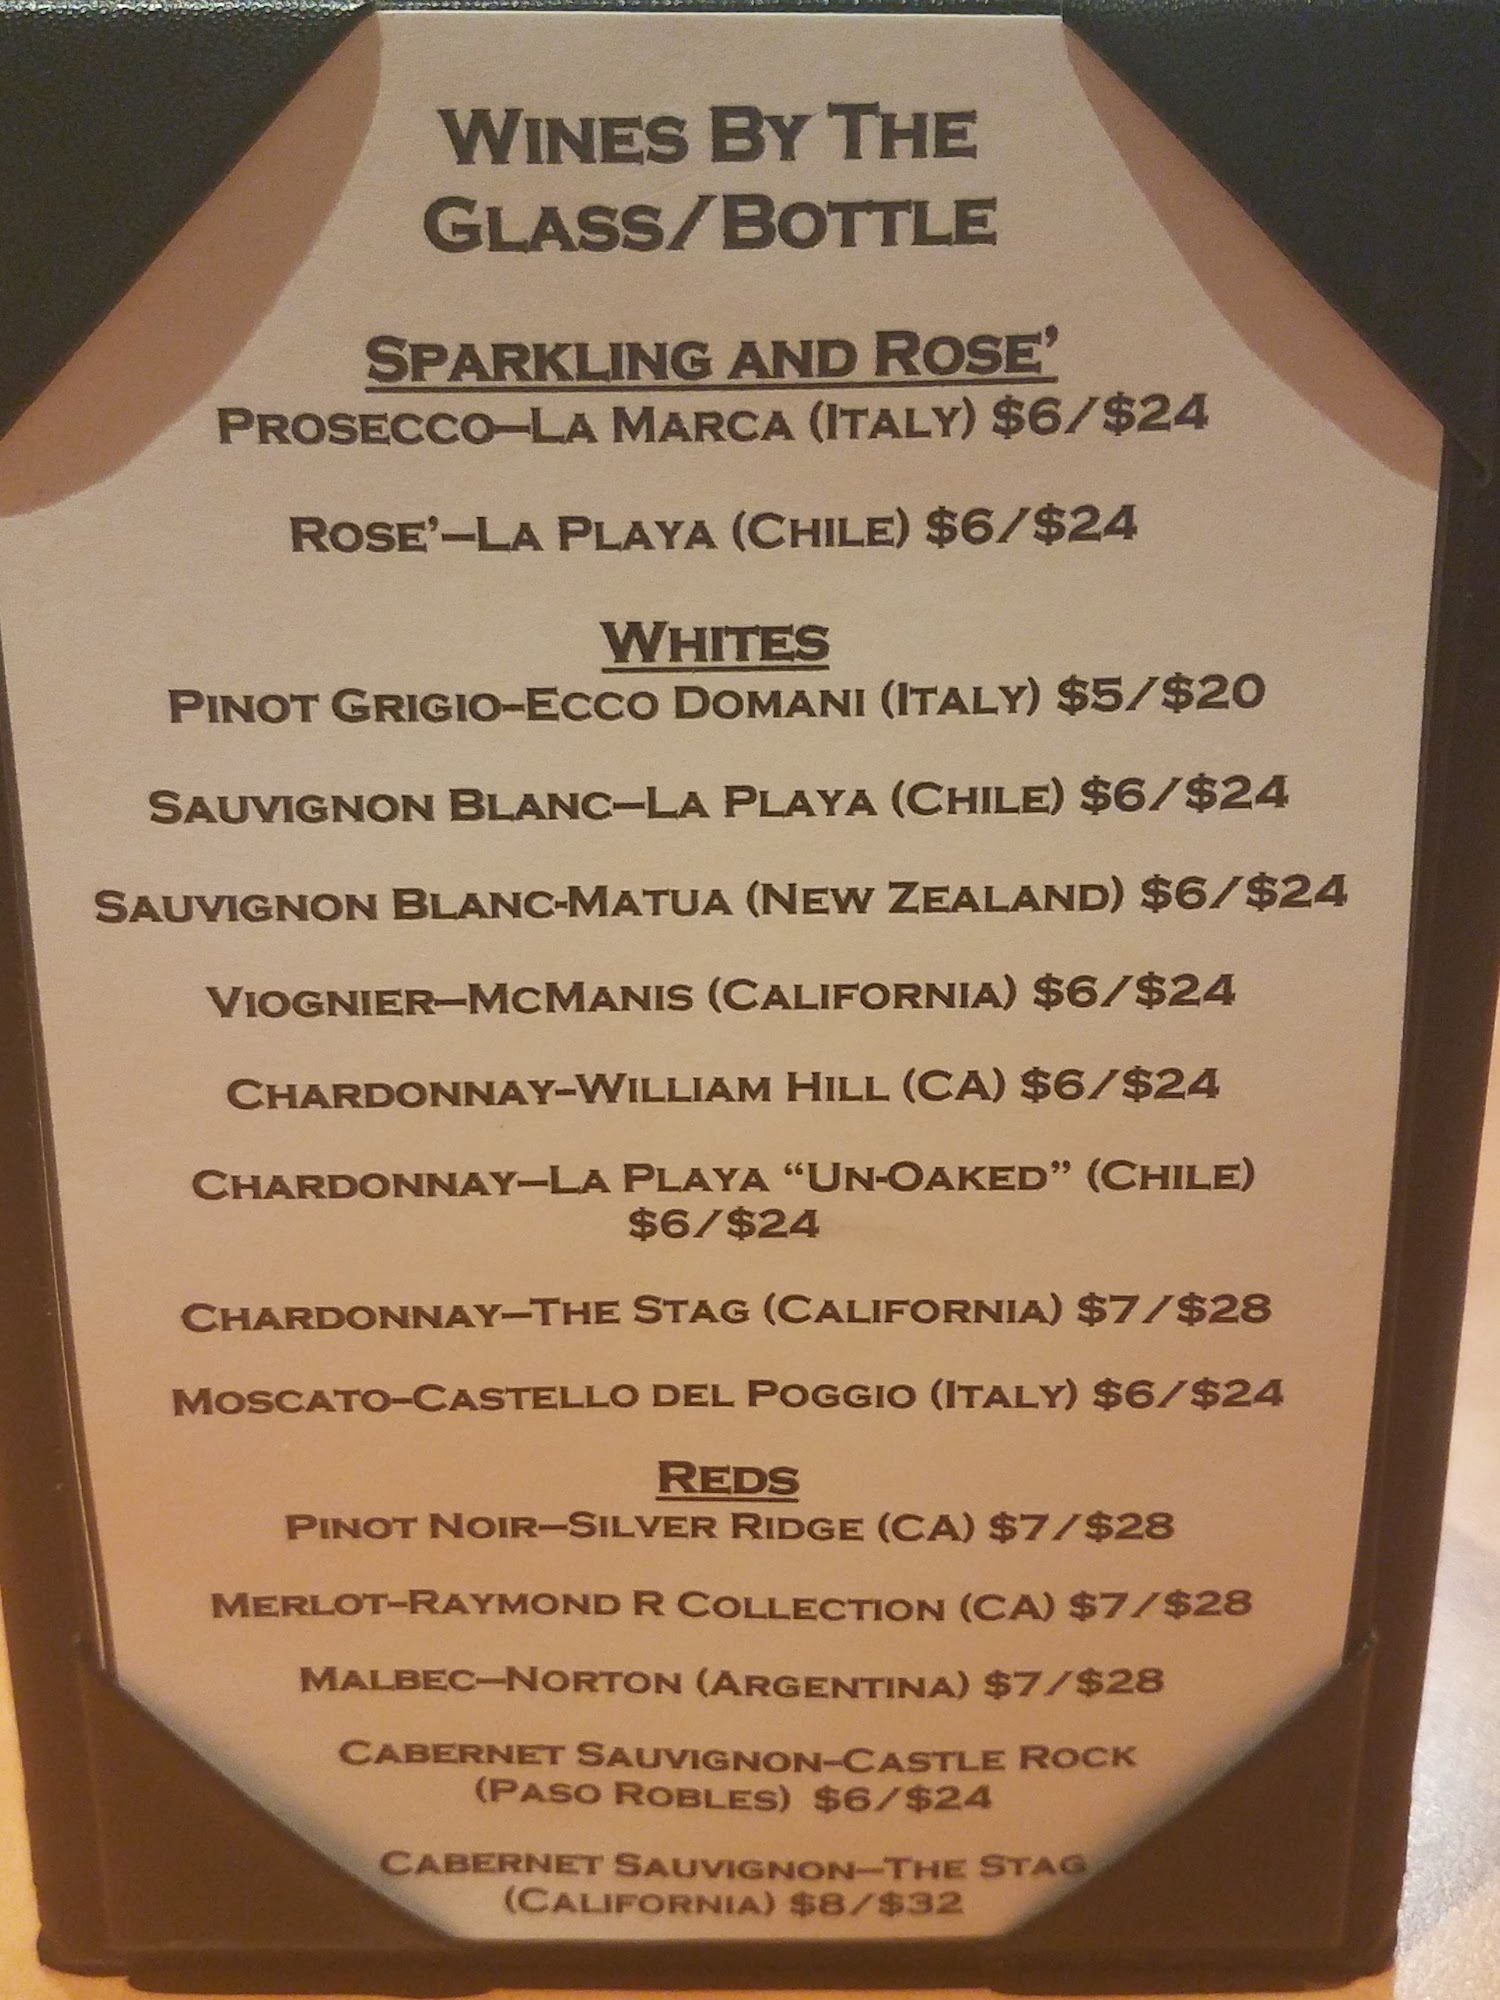 WINES BY THE
GLASS/BOTTLE
SPARKLING AND ROSE'
PROSECCO–LA MARCA (ITALY) $6/$24
ROSE'–LA PLAYA (CHILE) $6/$24
WHITES
PINOT GRIGIO–ECCO DOMANI (ITALY) $5/$20
SAUVIGNON BLANC–LA PLAYA (CHILE) $6/$24
SAUVIGNON BLANC-MATUA (NEW ZEALAND) $6/$24
VIOGNIER–MCMANIS (CALIFORNIA) $6/$24
CHARDONNAY–WILLIAM HILL (CA) $6/$24
CHARDONNAY–LA PLAYA “UN-OAKED” (CHILE)
$6/$24
CHARDONNAY–THE STAG (CALIFORNIA) $7/$28
MOSCATO–CASTELLO DEL POGGIO (ITALY) $6/$24
REDS
PINOT NOIR–SILVER RIDGE (CA) $7/$28
MERLOT–RAYMOND R COLLECTION (CA) $7/$28
MALBEC–NORTON (ARGENTINA) $7/$28
CABERNET SAUVIGNON–CASTLE ROCK
(PASO ROBLES) $6/$24
CABERNET SAUVIGNON–THE STAG
(CALIFORNIA) $8/$32